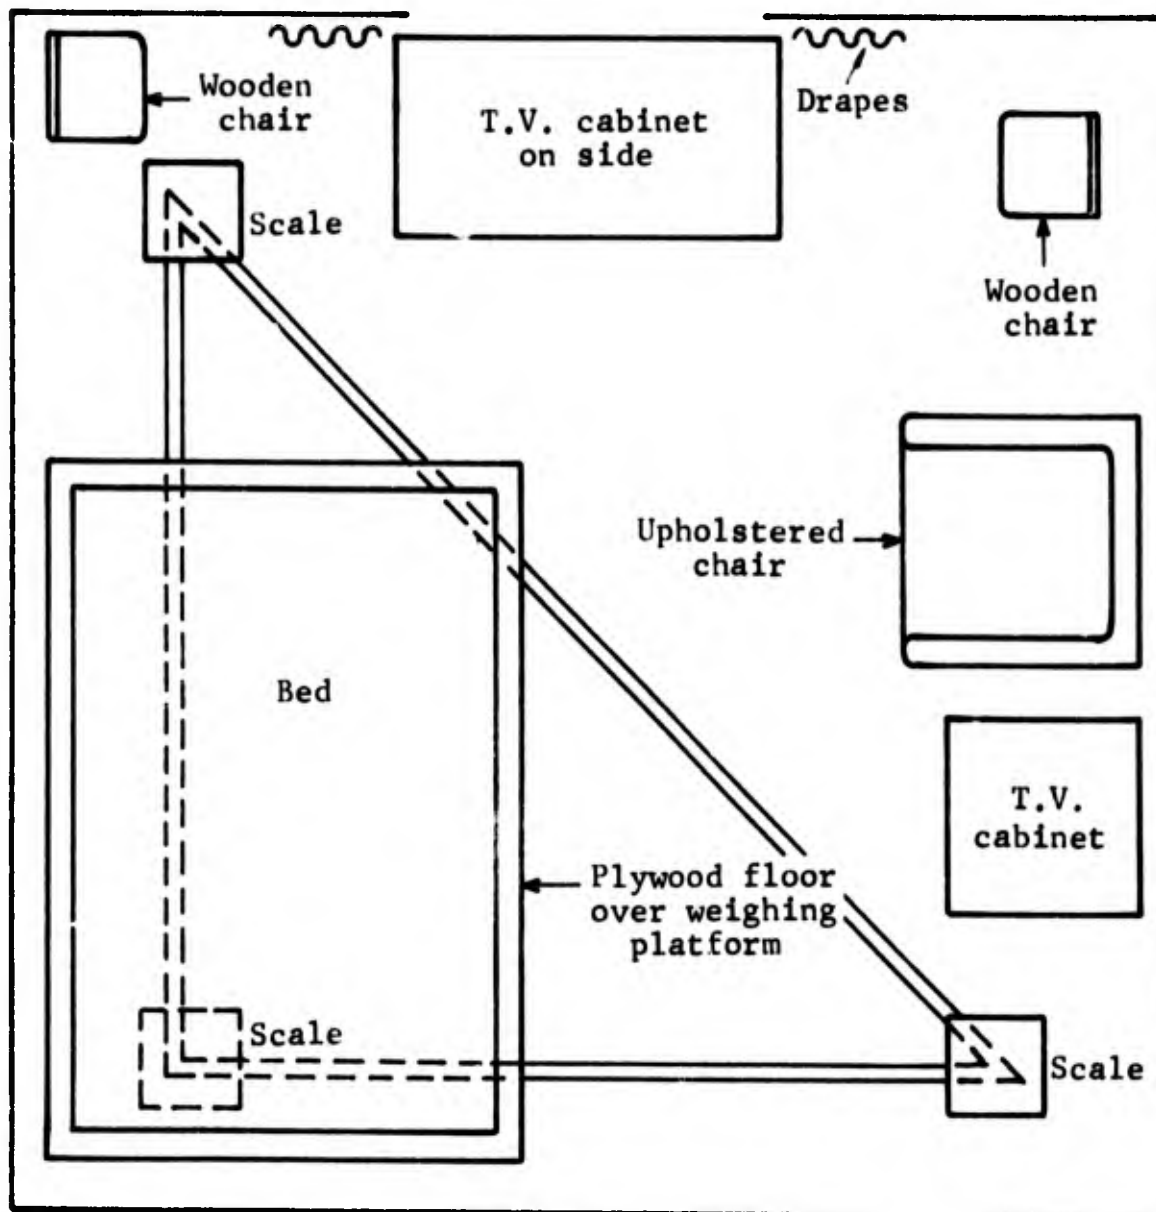 Wooden
chair
T.V. cabinet
on side
Drapes
Scale
Wooden
chair
Upholstered
chair
Bed
T.V.
cabinet
Plywood floor
over weighing
platform
Scale
Scale